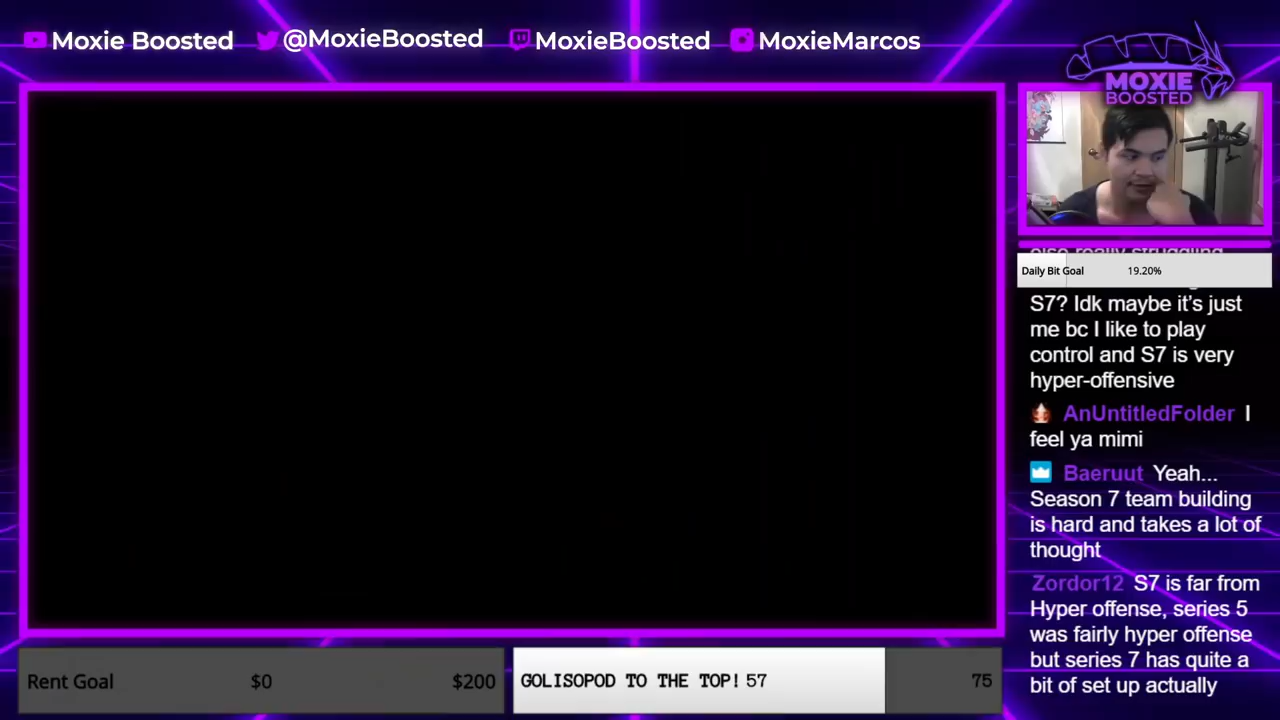 Moxie Boosted @MoxieBoosted MoxieBoosted MoxieMarcos
MOXIE
BOOSTED
Daily Bit Goal 19.20%
S7? Idk maybe it's just
me bc I like to play
control and S7 is very
hyper-offensive
AnUntitledFolder I
feel ya mimi
Baeruut Yeah...
Season 7 team building
is hard and takes a lot of
thought
Zordor12 S7 is far from
Hyper offense, series 5
was fairly hyper offense
but series 7 has quite a
bit of set up actually
Rent Goal $0 $200
GOLISOPOD TO THE TOP! 57 75